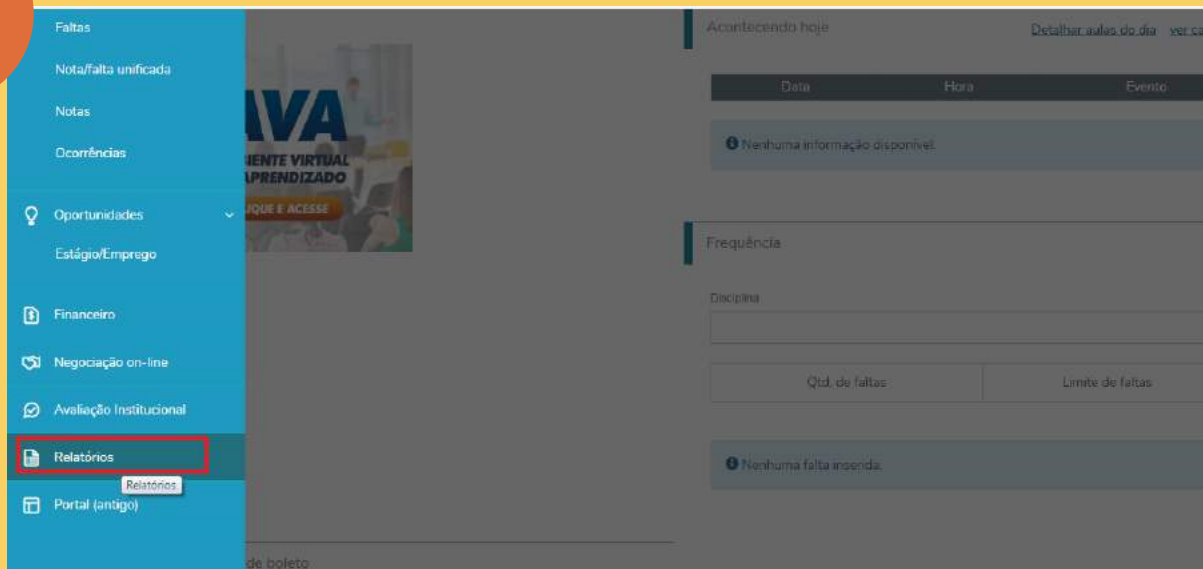 Faltas
Nota/falta unificada
Notas
Ocorrências
Oportunidades
Estágio/Emprego
Financeiro
Negociação on-line
Avaliação Institucional
Relatórios
Relatórios
Portal (antigo)
AVA
VIRTUAL
E ACESSE
de boleto
Acontecendo hoje
Detalhar aulas do dia ver
Data Hora Evento
Nenhuma informação disponível.
Frequência
Disciplina
Qtd. de faltas Limite de faltas
Nenhuma falta inserida.